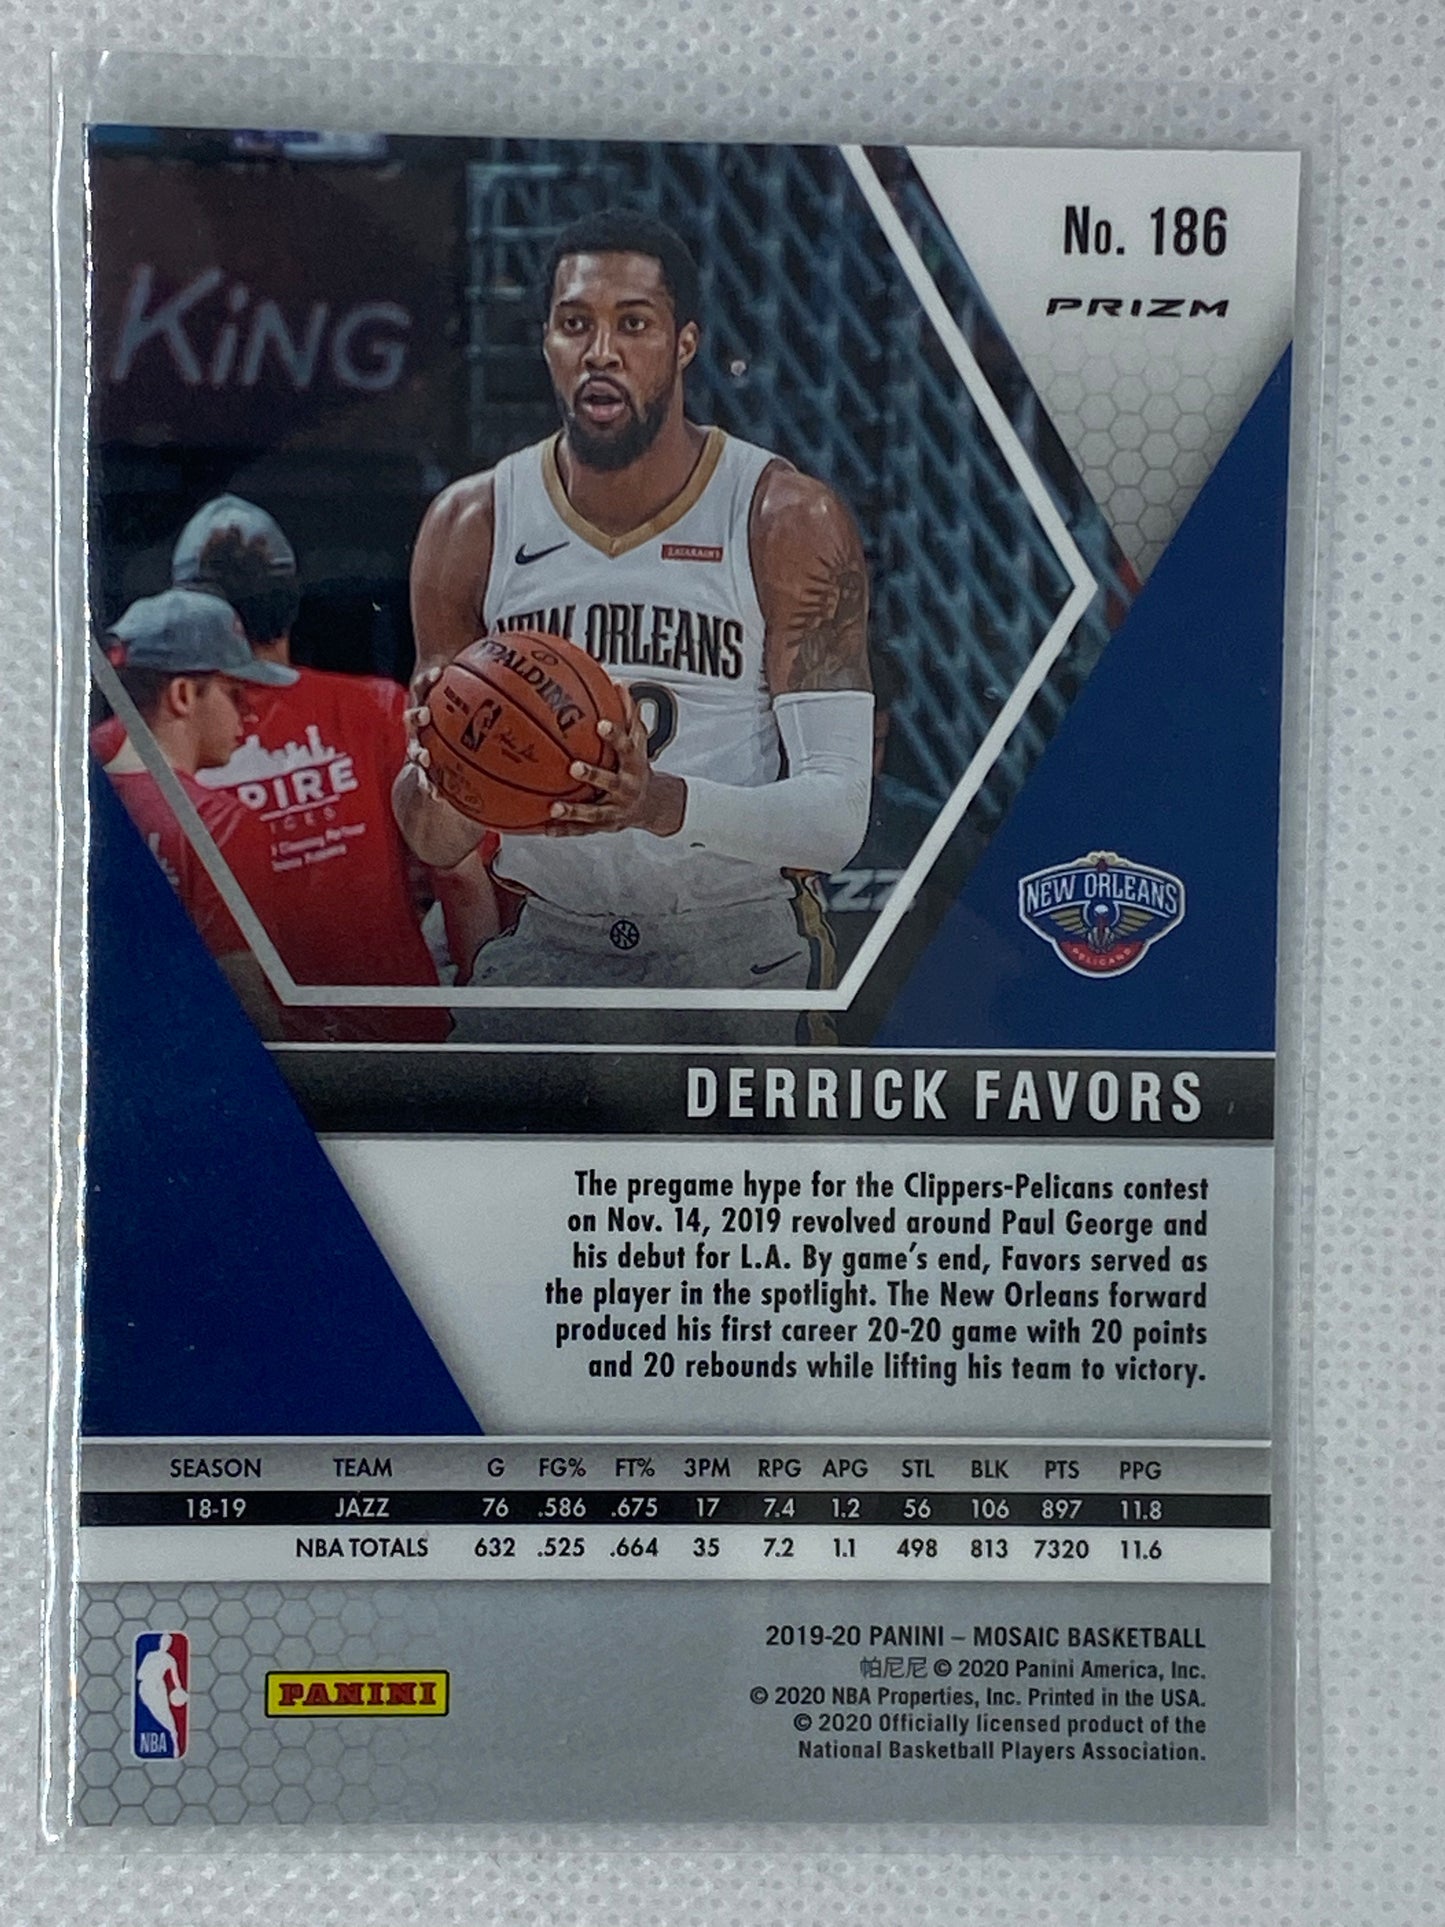 No. 186
PRIZM
KiNG
ZATARAIN'S
NEW ORLEANS
SPALDING
NEW ORLEANS
PELICANS
DERRICK FAVORS
The pregame hype for the Clippers-Pelicans contest
on Nov. 14, 2019 revolved around Paul George and
his debut for L.A. By game's end, Favors served as
the player in the spotlight. The New Orleans forward
produced his first career 20-20 game with 20 points
and 20 rebounds while lifting his team to victory.
SEASON TEAM G FG% FT% 3PM RPG APG STL BLK PTS PPG
18-19 JAZZ 76 .586 .675 17 7.4 1.2 56 106 897 11.8
NBA TOTALS 632 .525 .664 35 7.2 1.1 498 813 7320 11.6
2019-20 PANINI – MOSAIC BASKETBALL
帕尼尼 © 2020 Panini America, Inc.
© 2020 NBA Properties, Inc. Printed in the USA.
© 2020 Officially licensed product of the
National Basketball Players Association.
NBA
PANINI